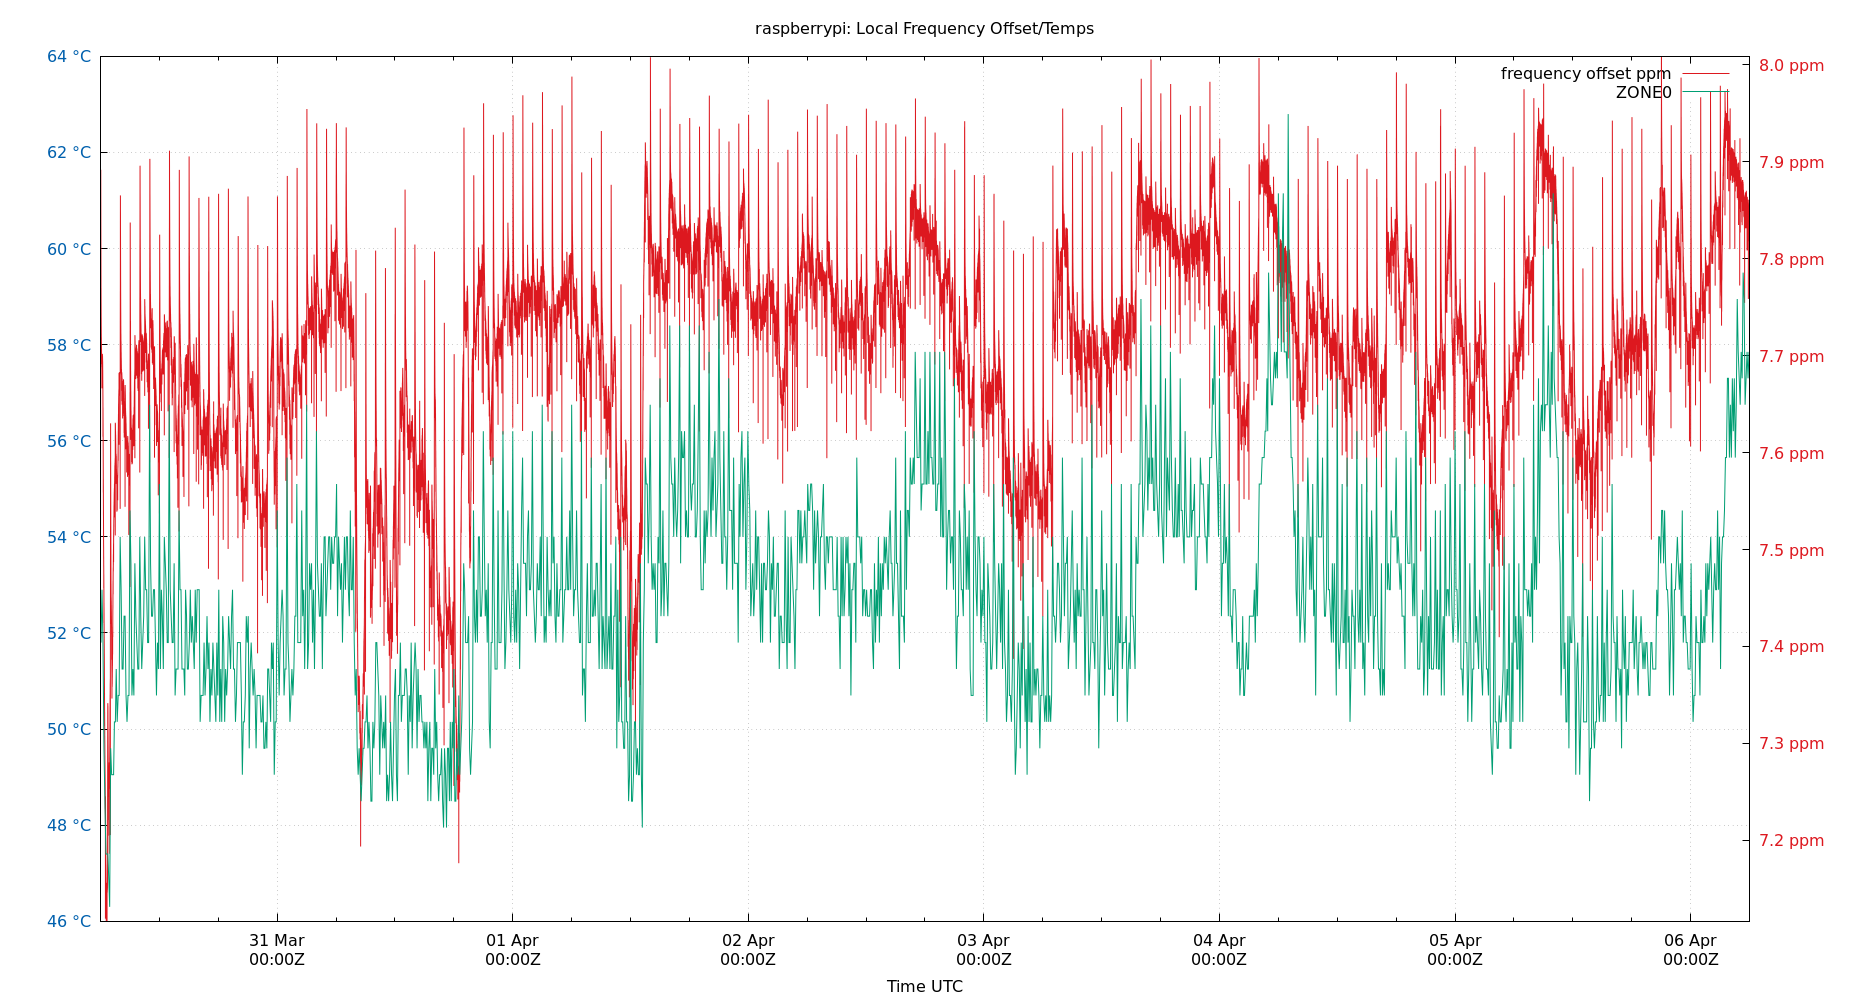 raspberrypi: Local Frequency Offset/Temps
64 °C
62 °C
60 °C
58 °C
56 °C
54 °C
52 °C
50 °C
48 °C
46 °C
8.0 ppm
7.9 ppm
7.8 ppm
7.7 ppm
7.6 ppm
7.5 ppm
7.4 ppm
7.3 ppm
7.2 ppm
frequency offset ppm
ZONE0
31 Mar
00:00Z
01 Apr
00:00Z
02 Apr
00:00Z
03 Apr
00:00Z
04 Apr
00:00Z
05 Apr
00:00Z
06 Apr
00:00Z
Time UTC